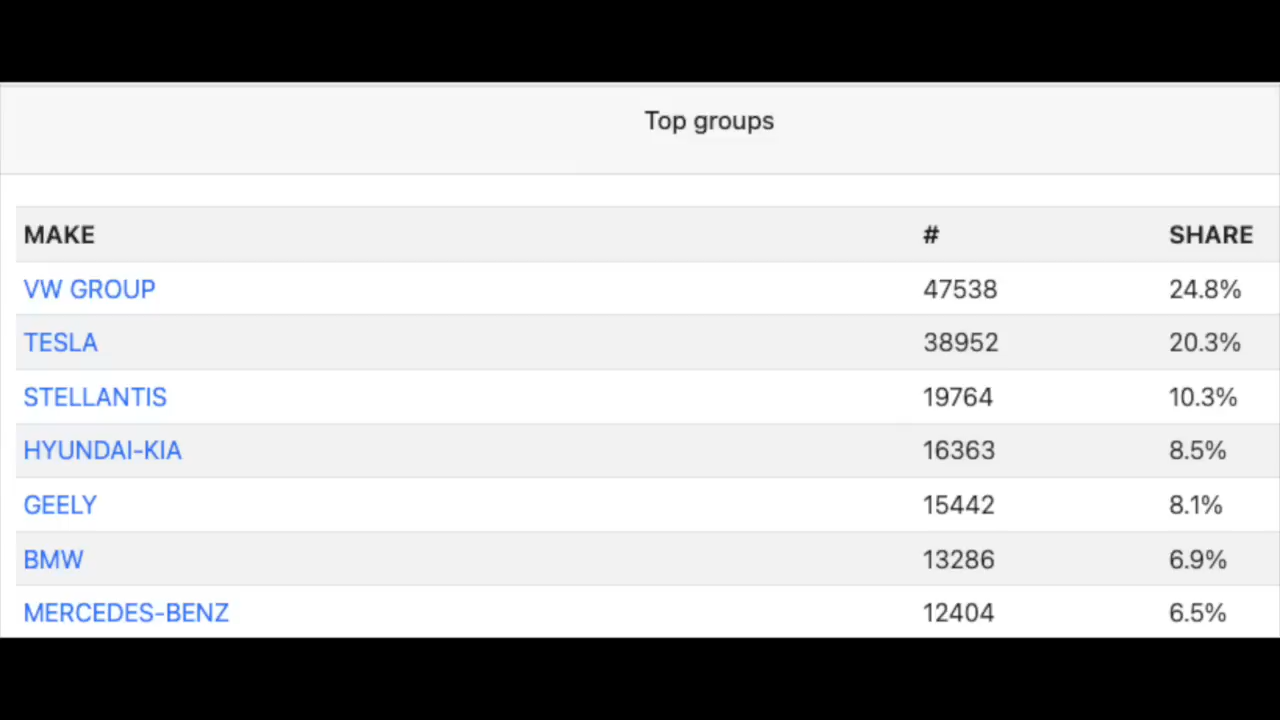 Top groups
MAKE # SHARE
VW GROUP 47538 24.8%
TESLA 38952 20.3%
STELLANTIS 19764 10.3%
HYUNDAI-KIA 16363 8.5%
GEELY 15442 8.1%
BMW 13286 6.9%
MERCEDES-BENZ 12404 6.5%